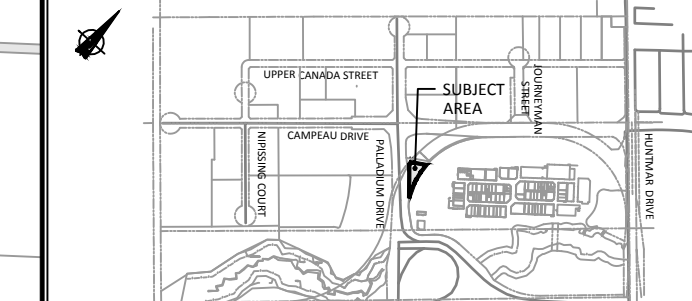 UPPER CANADA STREET
SUBJECT
AREA
JOURNEYMAN
STREET
CAMPEAU DRIVE
NIPISSING COURT
PALLADIUM DRIVE
HUNTMAR DRIVE